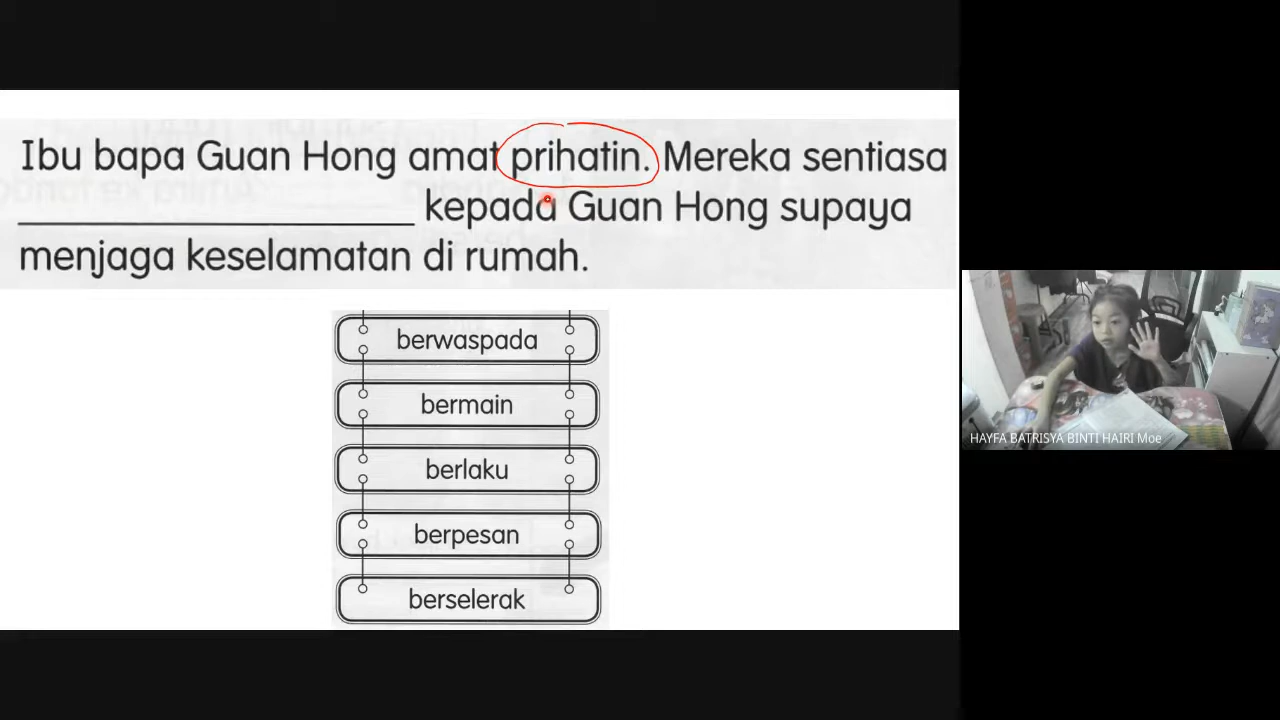 Ibu bapa Guan Hong amat prihatin. Mereka sentiasa
kepada Guan Hong supaya
menjaga keselamatan di rumah.
berwaspada
bermain
berlaku
berpesan
berselerak
HAYFA BATRISYA BINTI HAIRI Moe